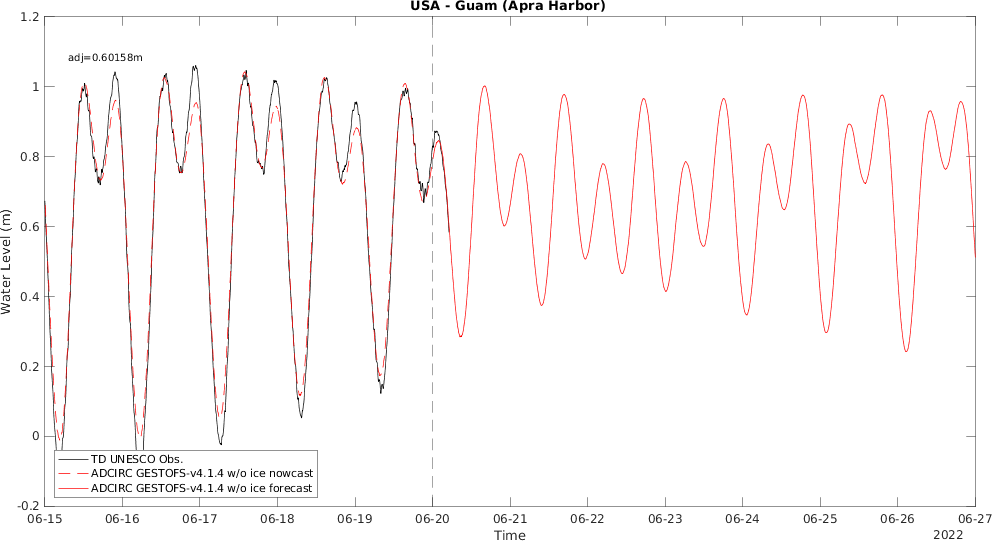 USA - Guam (Apra Harbor)
adj=0.60158m
Water Level (m)
1.2
1
0.8
0.6
0.4
0.2
0
-0.2
TD UNESCO Obs.
ADCIRC GESTOFS-v4.1.4 w/o ice nowcast
ADCIRC GESTOFS-v4.1.4 w/o ice forecast
06-15 06-16 06-17 06-18 06-19 06-20 06-21 06-22 06-23 06-24 06-25 06-26 06-27
Time
2022